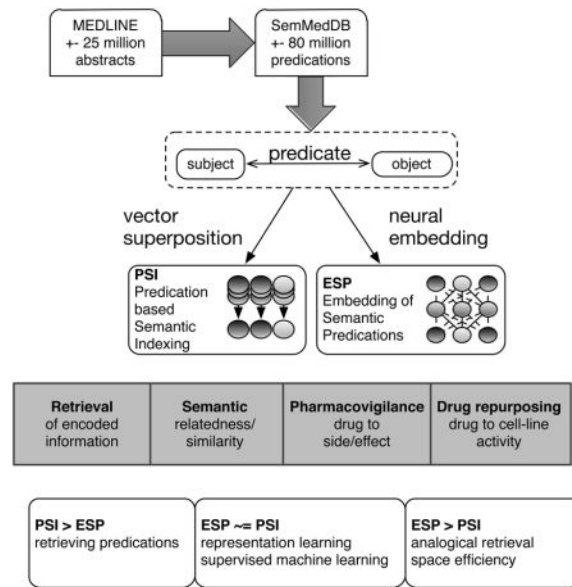 MEDLINE
+- 25 million
abstracts
SemMedDB
+- 80 million
predications
predicate
subject
object
vector
superposition
neural
embedding
PSI
Predication
based
Semantic
Indexing
ESP
Embedding of
Semantic
Predications
Retrieval
of encoded
information
Semantic
relatedness/
similarity
Pharmacovigilance
drug to
side/effect
Drug repurposing
drug to cell-line
activity
PSI > ESP
retrieving predications
ESP ~= PSI
representation learning
supervised machine learning
ESP > PSI
analogical retrieval
space efficiency